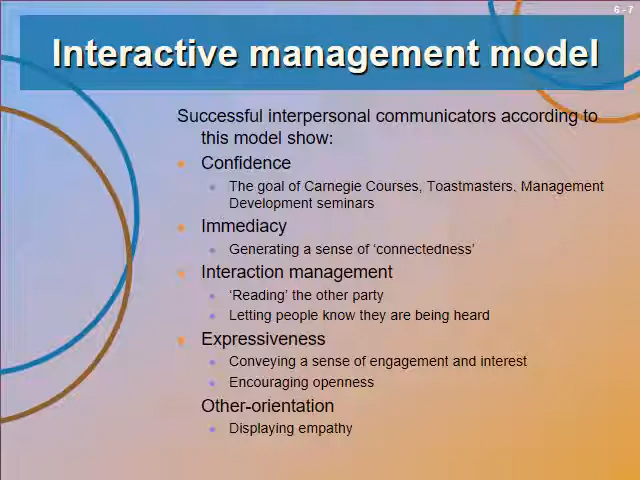 6 - 7
Interactive management model
Successful interpersonal communicators according to
this model show:
Confidence
The goal of Carnegie Courses, Toastmasters, Management
Development seminars
Immediacy
Generating a sense of ‘connectedness’
Interaction management
‘Reading’ the other party
Letting people know they are being heard
Expressiveness
Conveying a sense of engagement and interest
Encouraging openness
Other-orientation
Displaying empathy